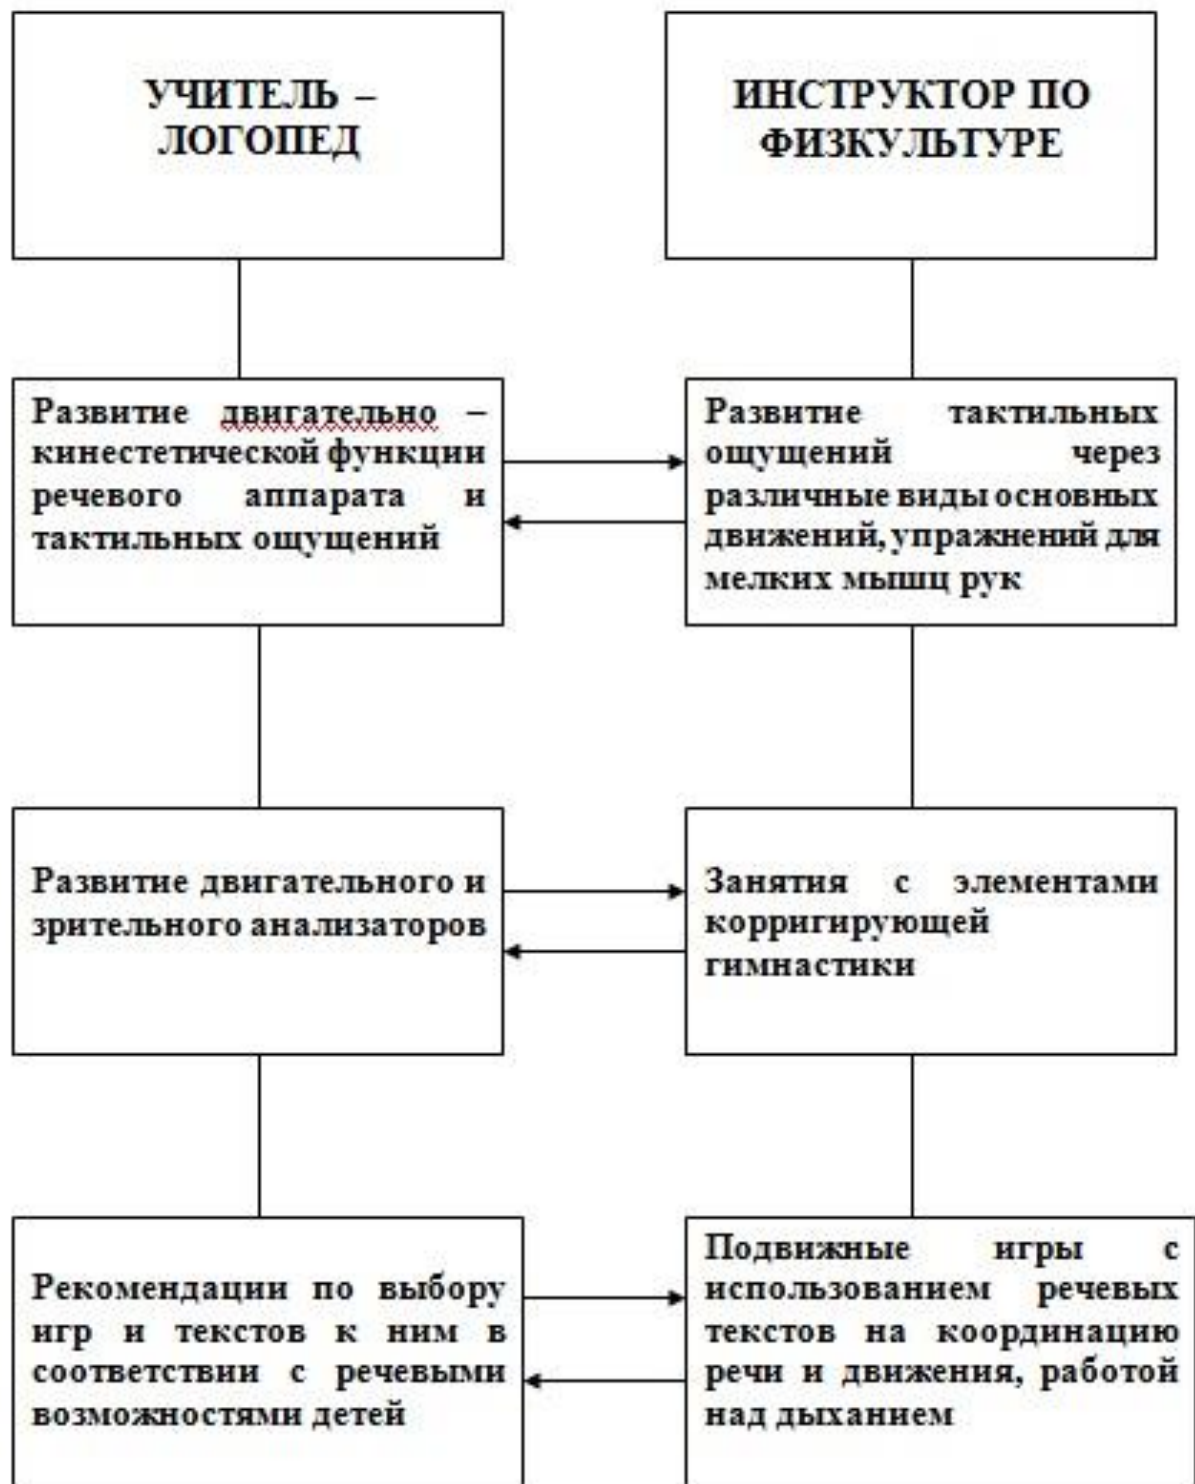 УЧИТЕЛЬ –
ЛОГОПЕД
ИНСТРУКТОР ПО
ФИЗКУЛЬТУРЕ
Развитие двигательно –
кинестетической функции
речевого аппарата и
тактильных ощущений
Развитие тактильных
ощущений через
различные виды основных
движений, упражнений для
мелких мышц рук
Развитие двигательного и
зрительного анализаторов
Занятия с элементами
корригирующей
гимнастики
Рекомендации по выбору
игр и текстов к ним в
соответствии с речевыми
возможностями детей
Подвижные игры с
использованием речевых
текстов на координацию
речи и движения, работой
над дыханием